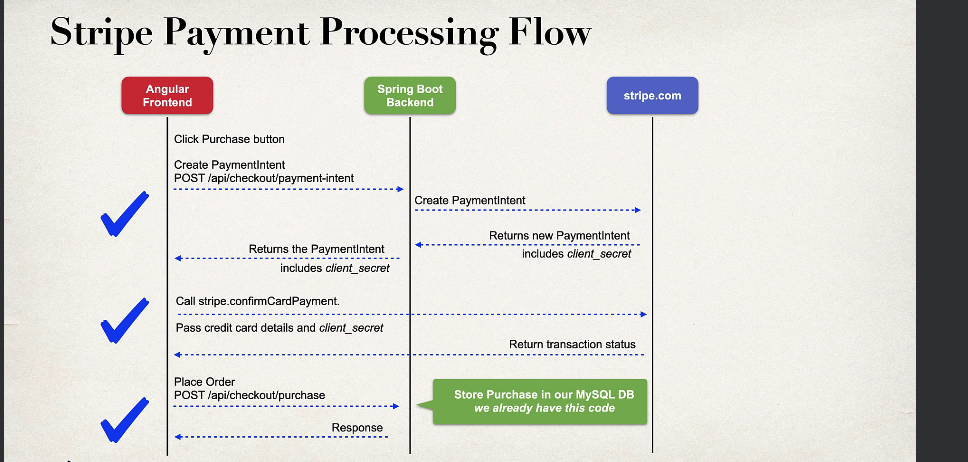 Stripe Payment Processing Flow
Angular
Frontend
Spring Boot
Backend
stripe.com
Click Purchase button
Create PaymentIntent
POST /api/checkout/payment-intent
Create PaymentIntent
Returns new PaymentIntent
includes client_secret
Returns the PaymentIntent
includes client_secret
Call stripe.confirmCardPayment.
Pass credit card details and client_secret
Return transaction status
Place Order
POST /api/checkout/purchase
Store Purchase in our MySQL DB
we already have this code
Response